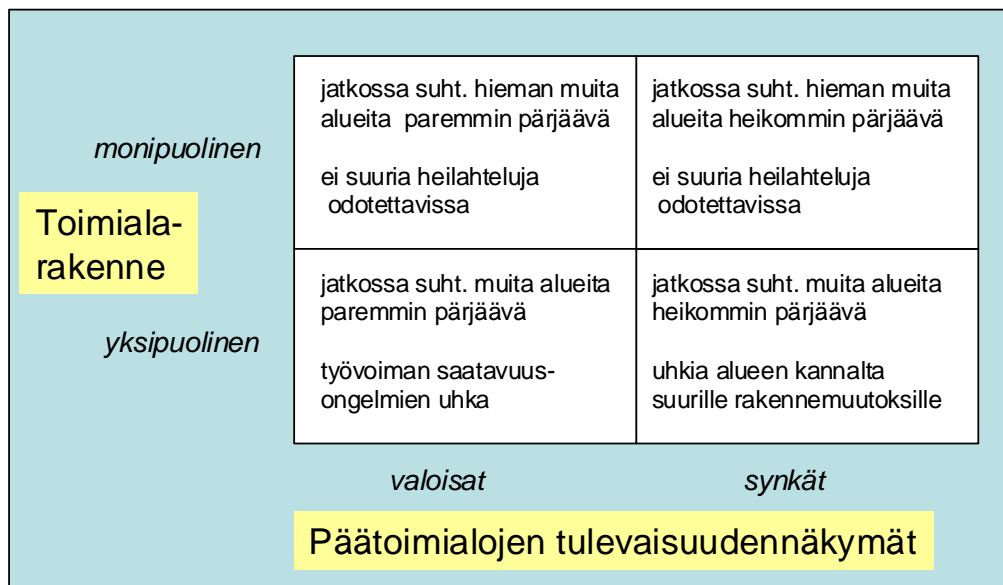 jatkossa suht. hieman muita
alueita paremmin pärjäävä
ei suuria heilahteluja
odotettavissa
jatkossa suht. hieman muita
alueita heikommin pärjäävä
ei suuria heilahteluja
odotettavissa
monipuolinen
Toimiala-
rakenne
yksipuolinen
jatkossa suht. muita alueita
paremmin pärjäävä
työvoiman saatavuus-
ongelmien uhka
jatkossa suht. muita alueita
heikommin pärjäävä
uhkia alueen kannalta
suurille rakennemuutoksille
valoisat
synkät
Päätoimialojen tulevaisuudennäkymät